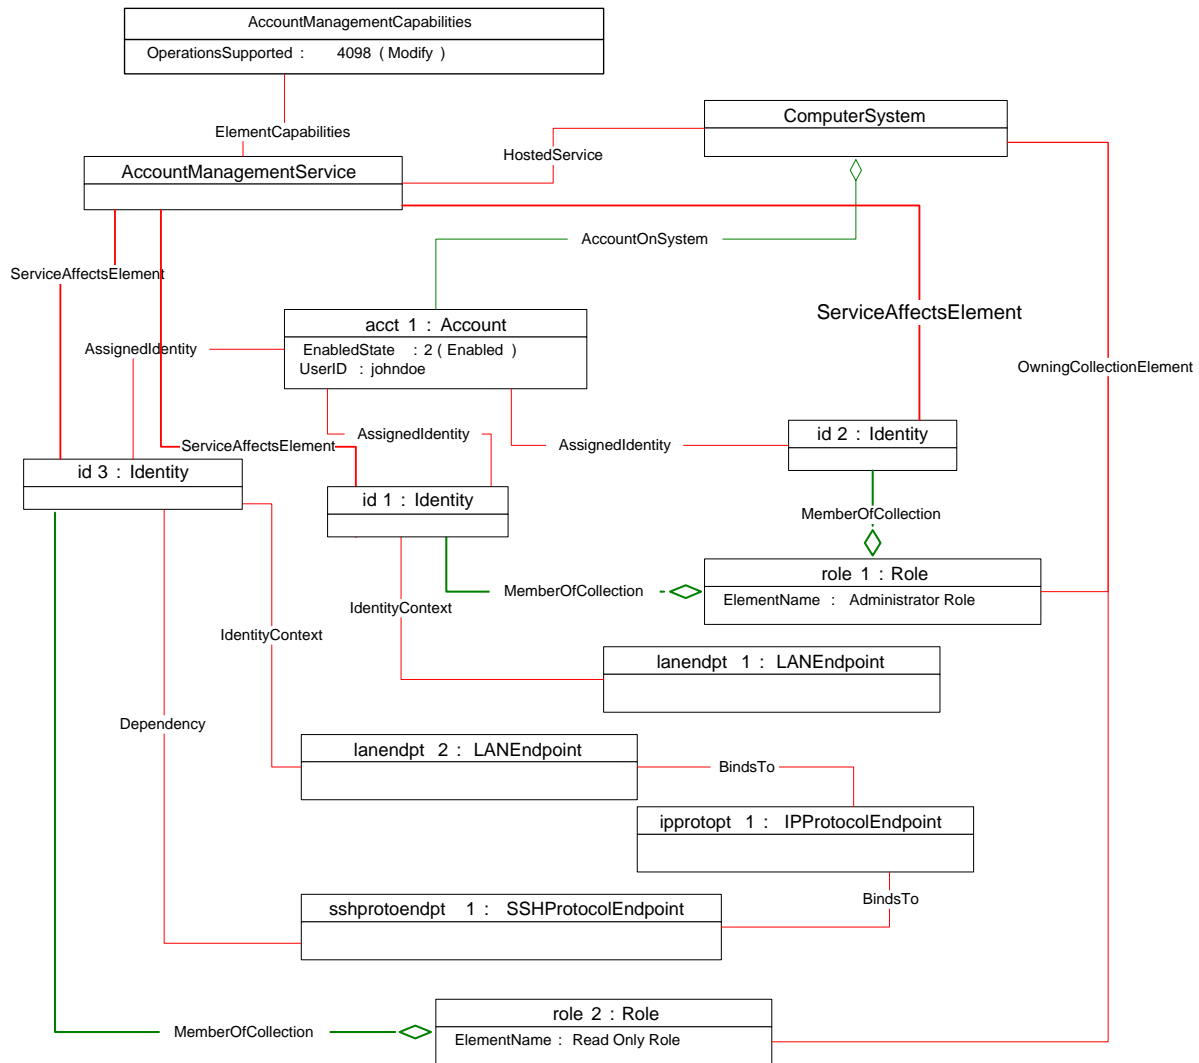 AccountManagementCapabilities
OperationsSupported : 4098 ( Modify )
ElementCapabilities
ComputerSystem
HostedService
AccountManagementService
AccountOnSystem
ServiceAffectsElement
ServiceAffectsElement
acct 1 : Account
EnabledState : 2 ( Enabled )
UserID : johndoe
AssignedIdentity
OwningCollectionElement
AssignedIdentity
ServiceAffectsElement
AssignedIdentity
id 2 : Identity
id 3 : Identity
id 1 : Identity
MemberOfCollection
role 1 : Role
ElementName : Administrator Role
MemberOfCollection
IdentityContext
IdentityContext
lanendpt 1 : LANEndpoint
Dependency
lanendpt 2 : LANEndpoint
BindsTo
ipprotopt 1 : IPProtocolEndpoint
BindsTo
sshprotoendpt 1 : SSHProtocolEndpoint
role 2 : Role
ElementName : Read Only Role
MemberOfCollection